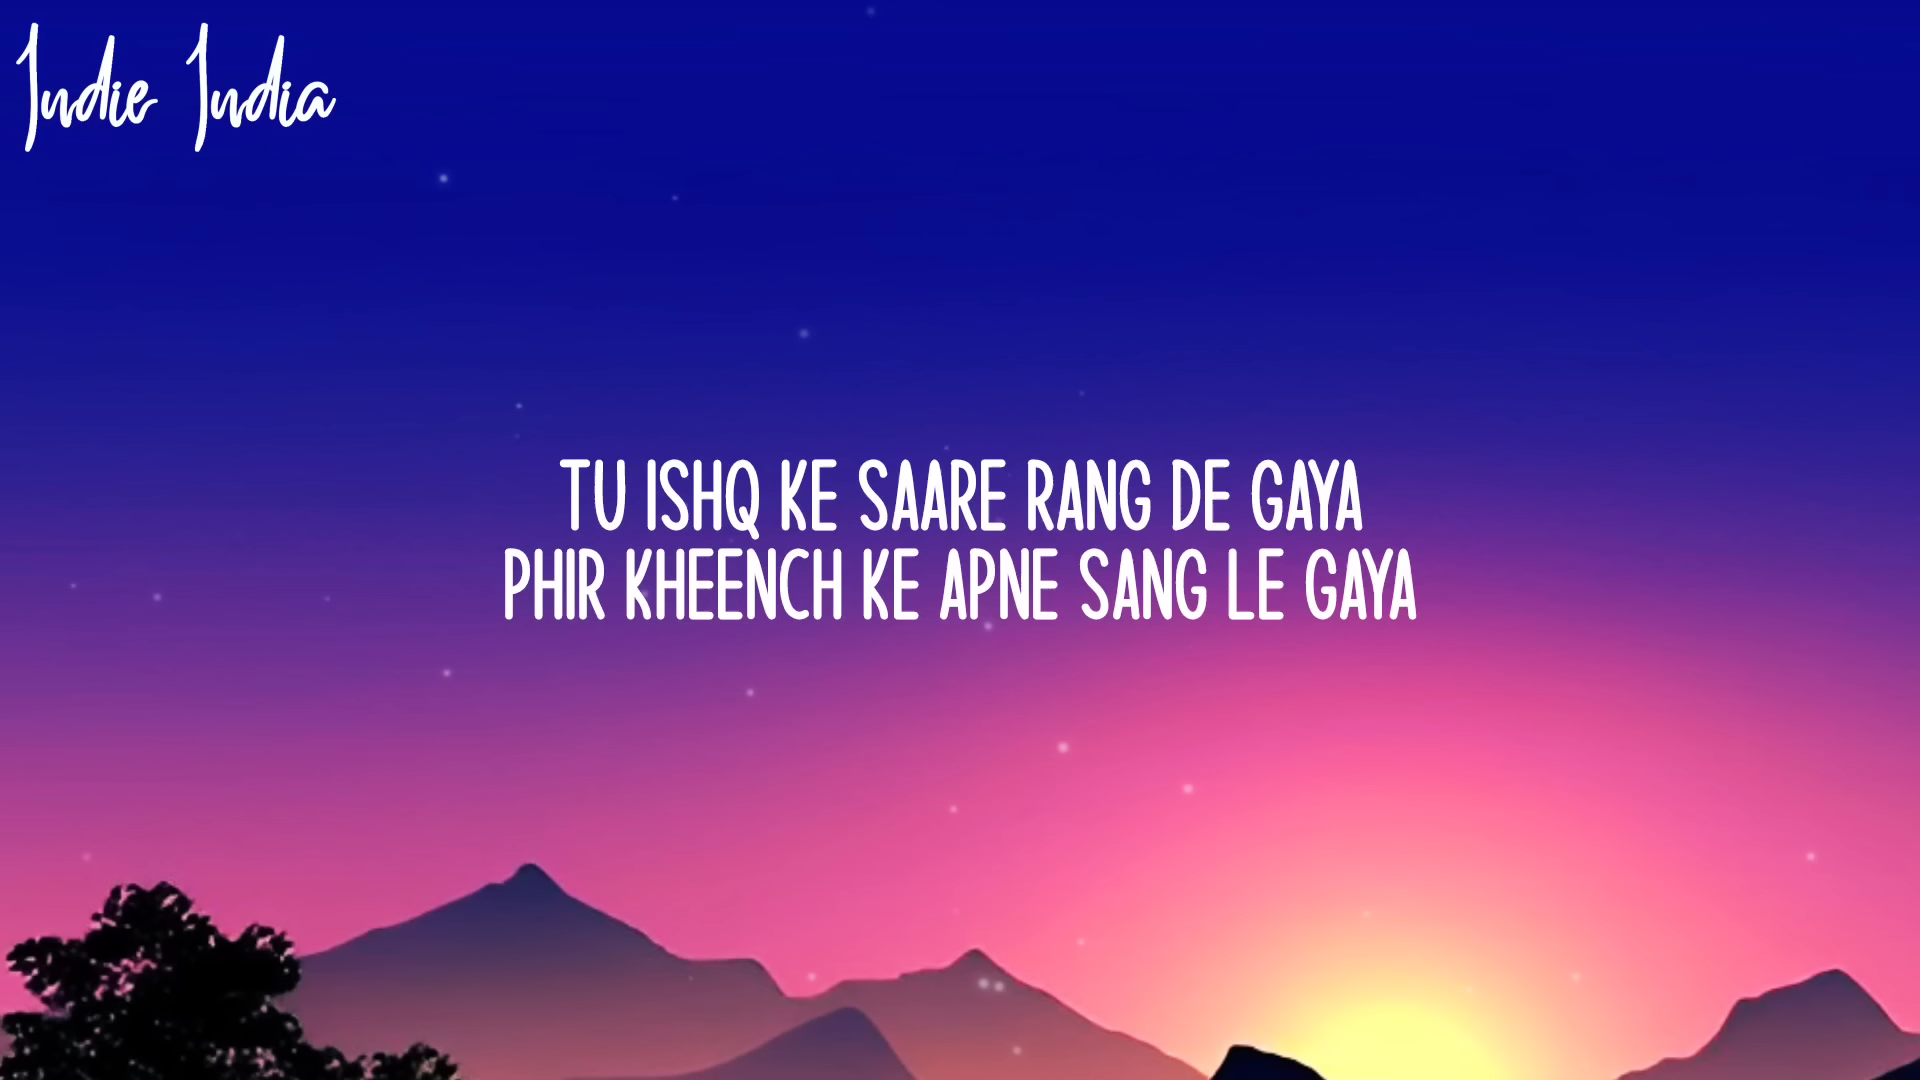 Indie India
TU ISHQ KE SAARE RANG DE GAYA
PHIR KHEENCH KE APNE SANG LE GAYA